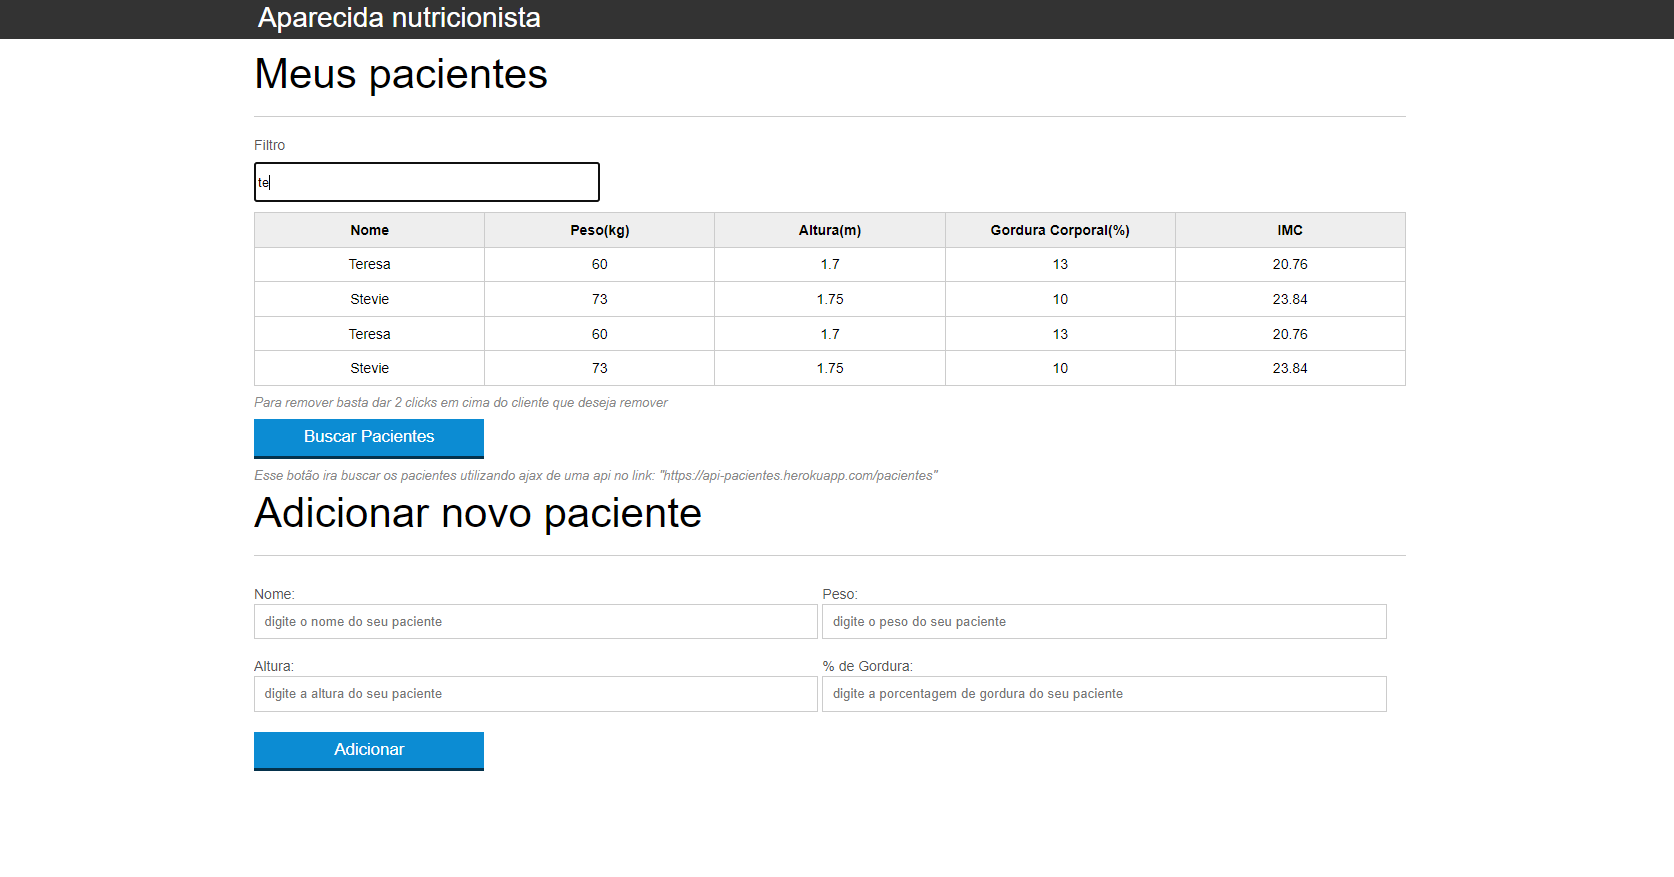 Aparecida nutricionista
Meus pacientes
Filtro
te
Nome Peso(kg) Altura(m) Gordura Corporal(%) IMC
Teresa 60 1.7 13 20.76
Stevie 73 1.75 10 23.84
Teresa 60 1.7 13 20.76
Stevie 73 1.75 10 23.84
Para remover basta dar 2 clicks em cima do cliente que deseja remover
Buscar Pacientes
Esse botão ira buscar os pacientes utilizando ajax de uma api no link: "https://api-pacientes.herokuapp.com/pacientes"
Adicionar novo paciente
Nome: Peso:
digite o nome do seu paciente digite o peso do seu paciente
Altura: % de Gordura:
digite a altura do seu paciente digite a porcentagem de gordura do seu paciente
Adicionar